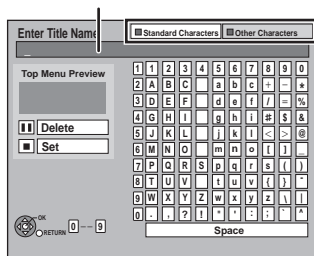 Enter Title Name
Standard Characters Other Characters
_
Top Menu Preview
Delete
Set
1 1 2 3 4 5 6 7 8 9 0
2 A B C a b c + - *
3 D E F d e f / = %
4 G H I g h i # $ &
5 J K L j k l < > @
6 M N O m n o [ ] _
7 P Q R S p q r s ( )
8 T U V t u v { } -
9 W X Y Z w x y z \ |
0 . , ? ! " ' : ; ` ^
Space
OK
RETURN
0 -- 9